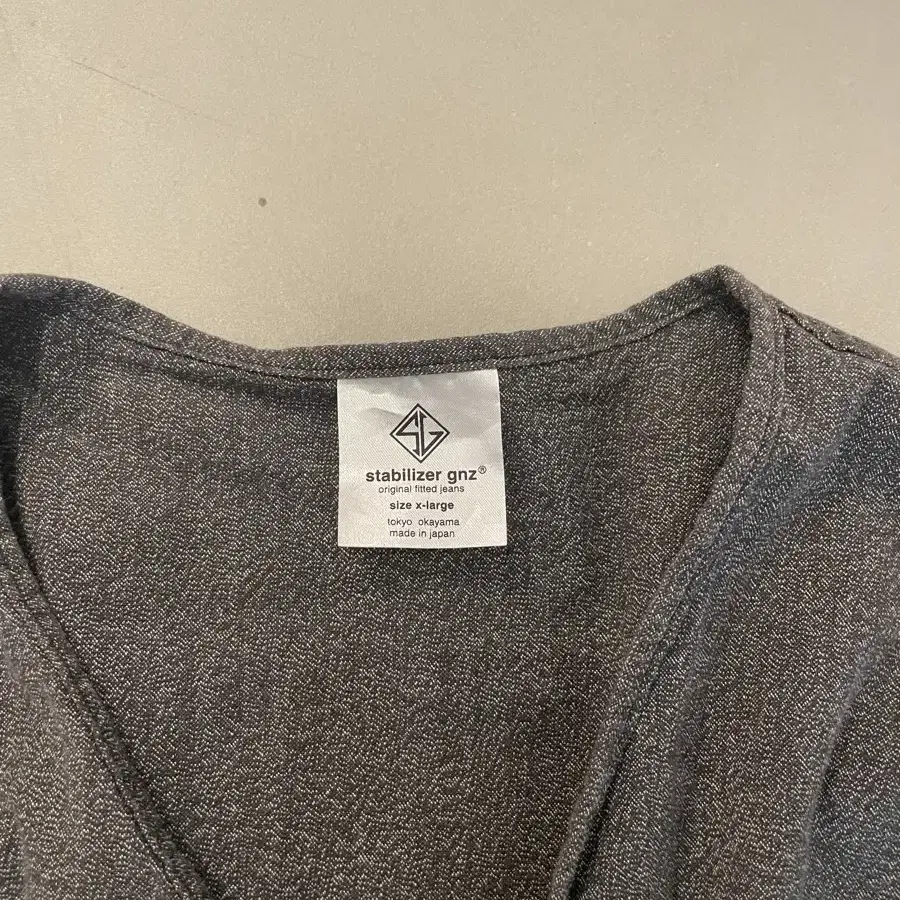 SG
stabilizer gnz®
original fitted jeans
size x-large
tokyo okayama
made in japan